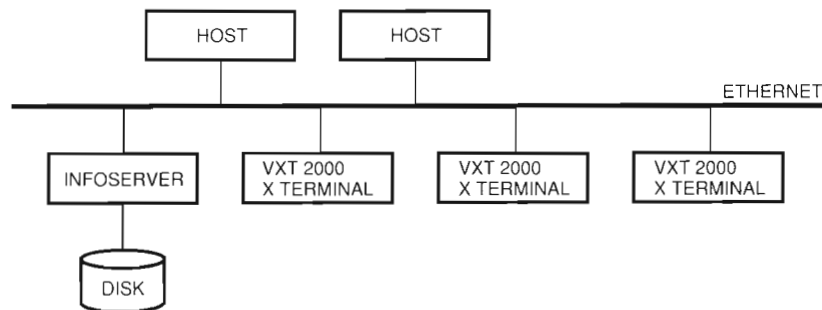 HOST
HOST
ETHERNET
INFOSERVER
VXT 2000
X TERMINAL
VXT 2000
X TERMINAL
VXT 2000
X TERMINAL
DISK